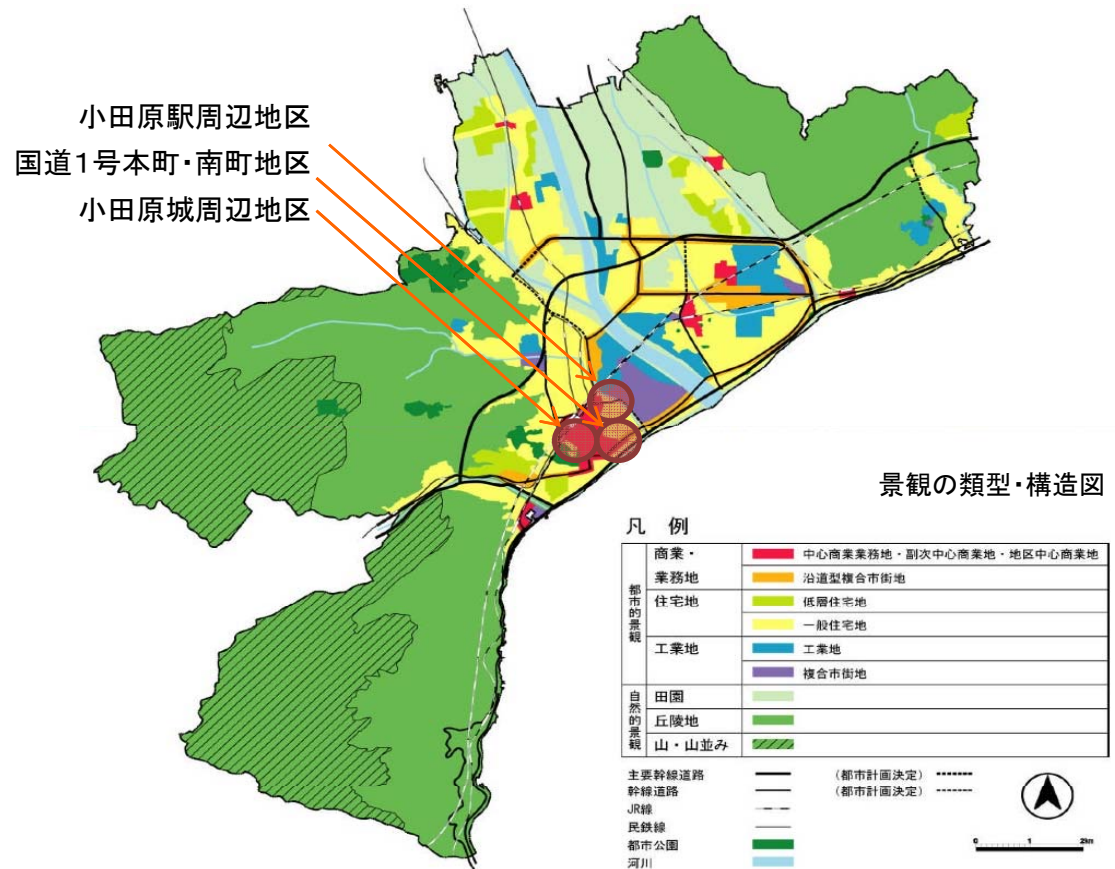 小田原駅周辺地区
国道1号本町・南町地区
小田原城周辺地区
景観の類型・構造図
凡 例
都市的景観
商業・業務地
中心商業業務地・副次中心商業地・地区中心商業地
沿道型複合市街地
住宅地
低層住宅地
一般住宅地
工業地
工業地
複合市街地
自然的景観
田園
丘陵地
山・山並み
主要幹線道路 (都市計画決定)
幹線道路 (都市計画決定)
JR線
民鉄線
都市公園
河川
0 1 2km